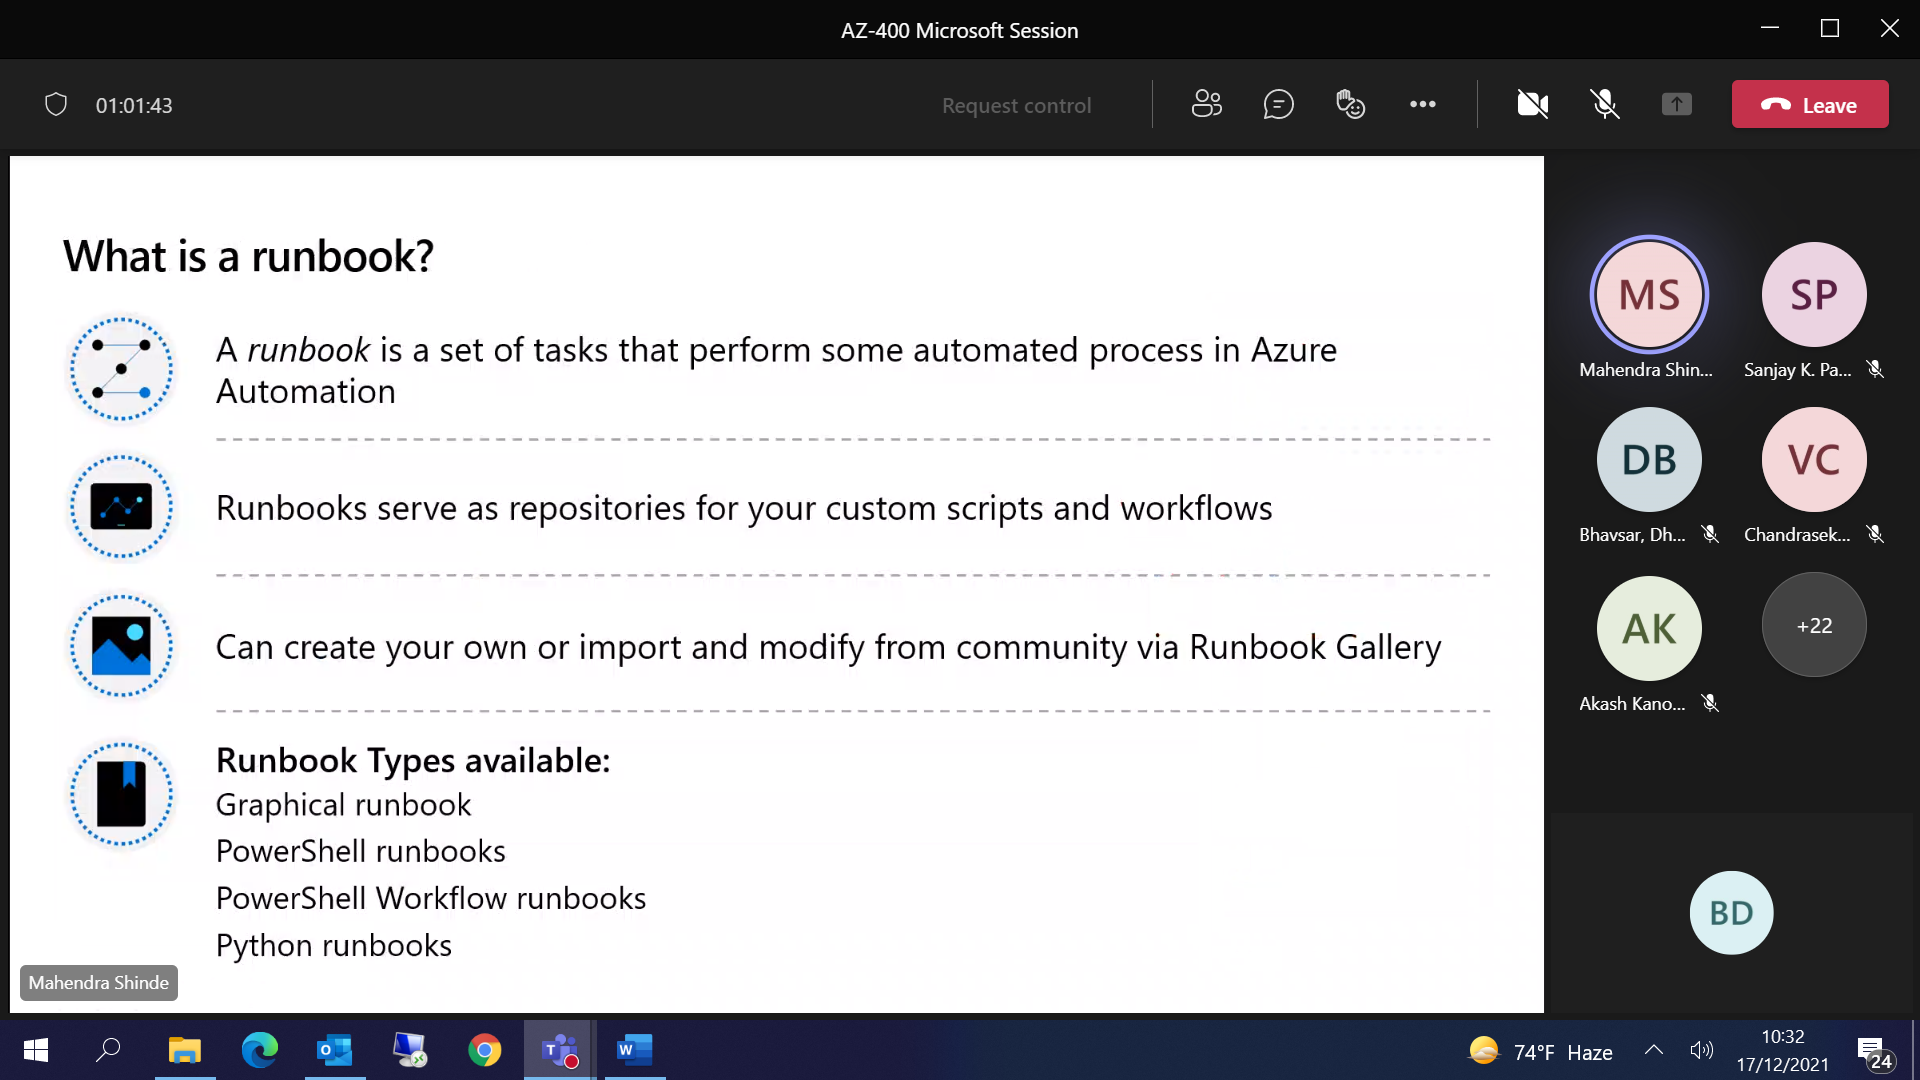 AZ-400 Microsoft Session
01:01:43
Request control
Leave
What is a runbook?
A runbook is a set of tasks that perform some automated process in Azure
Automation
Runbooks serve as repositories for your custom scripts and workflows
Can create your own or import and modify from community via Runbook Gallery
Runbook Types available:
Graphical runbook
PowerShell runbooks
PowerShell Workflow runbooks
Python runbooks
Mahendra Shinde
MS
SP
Mahendra Shin...
Sanjay K. Pa...
DB
VC
Bhavsar, Dh...
Chandrasek...
AK
+22
Akash Kano...
BD
74°F Haze
10:32
17/12/2021
24